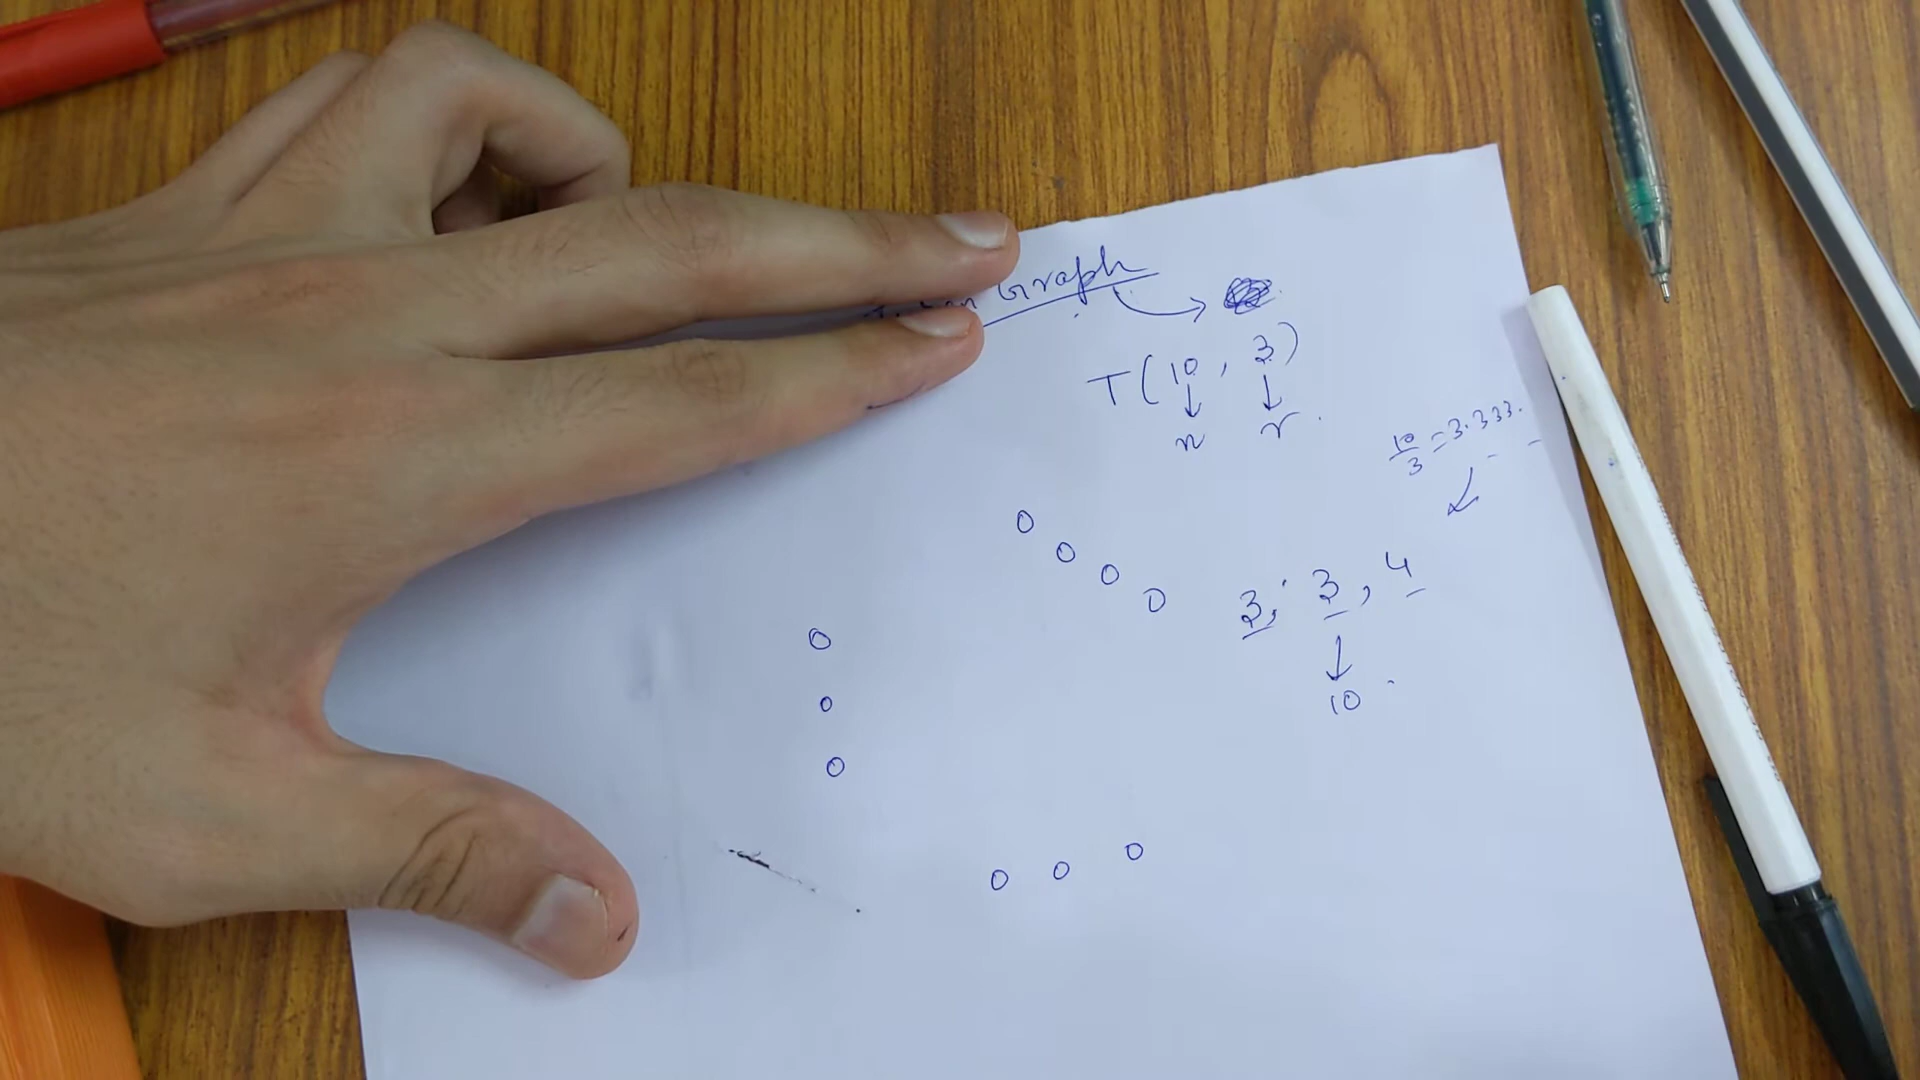 Graph
T(10, 3)
n r.
10/3 = 3.333.
3, 3, 4
10